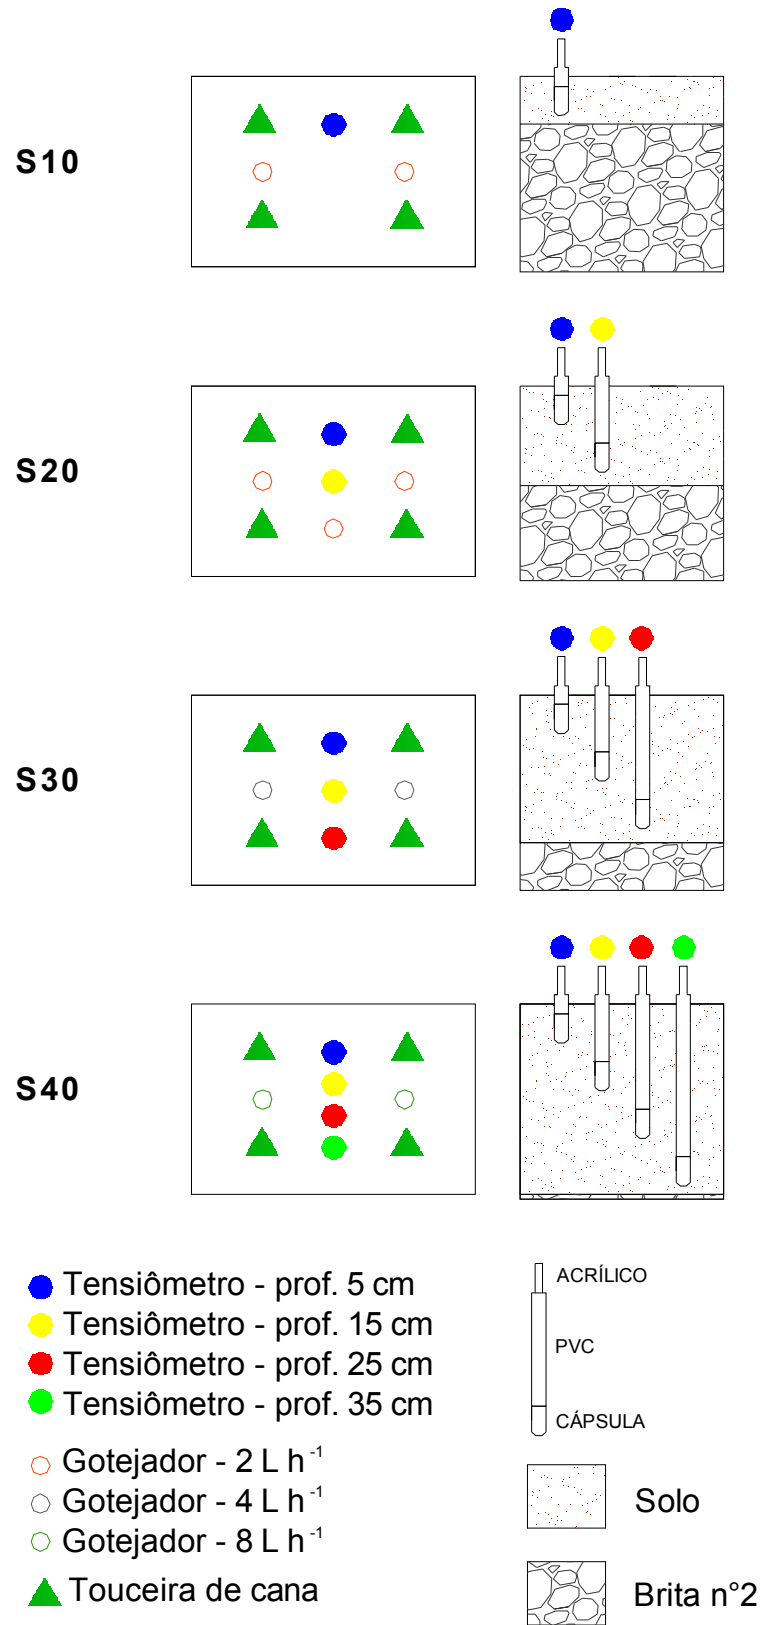 S10
S20
S30
S40
Tensiômetro - prof. 5 cm
Tensiômetro - prof. 15 cm
Tensiômetro - prof. 25 cm
Tensiômetro - prof. 35 cm
Gotejador - 2 L h⁻¹
Gotejador - 4 L h⁻¹
Gotejador - 8 L h⁻¹
Touceira de cana
ACRÍLICO
PVC
CÁPSULA
Solo
Brita n°2